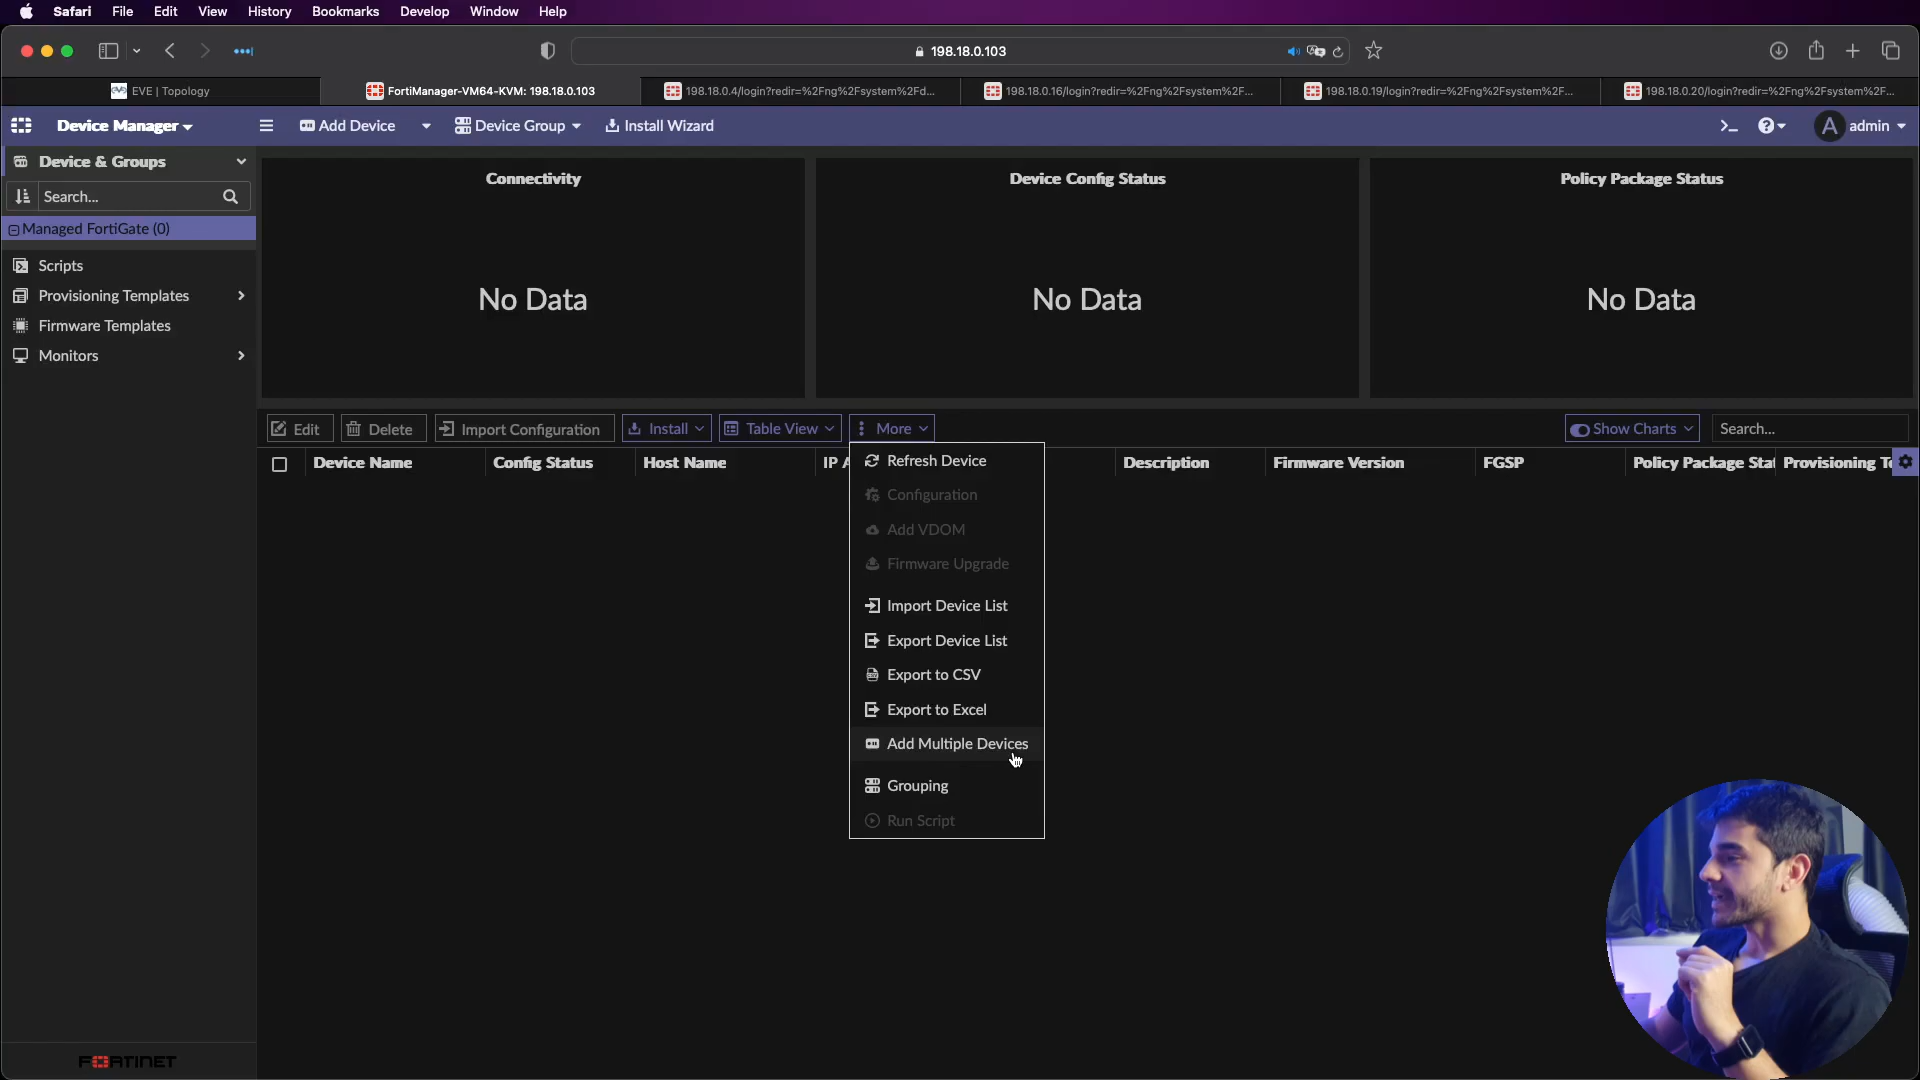 Safari File Edit View History Bookmarks Develop Window Help
198.18.0.103
EVE | Topology
FortiManager-VM64-KVM: 198.18.0.103
198.18.0.4/login?redir=%2Fng%2Fsystem%2Fd...
198.18.0.16/login?redir=%2Fng%2Fsystem%2F...
198.18.0.19/login?redir=%2Fng%2Fsystem%2F...
198.18.0.20/login?redir=%2Fng%2Fsystem%2F...
Device Manager
Add Device
Device Group
Install Wizard
A admin
Device & Groups
Search...
Managed FortiGate (0)
Scripts
Provisioning Templates
Firmware Templates
Monitors
Connectivity
No Data
Device Config Status
No Data
Policy Package Status
No Data
Edit
Delete
Import Configuration
Install
Table View
More
Show Charts
Search...
Device Name
Config Status
Host Name
IP A
Description
Firmware Version
FGSP
Policy Package Stat
Provisioning Te
Refresh Device
Configuration
Add VDOM
Firmware Upgrade
Import Device List
Export Device List
Export to CSV
Export to Excel
Add Multiple Devices
Grouping
Run Script
FORTINET